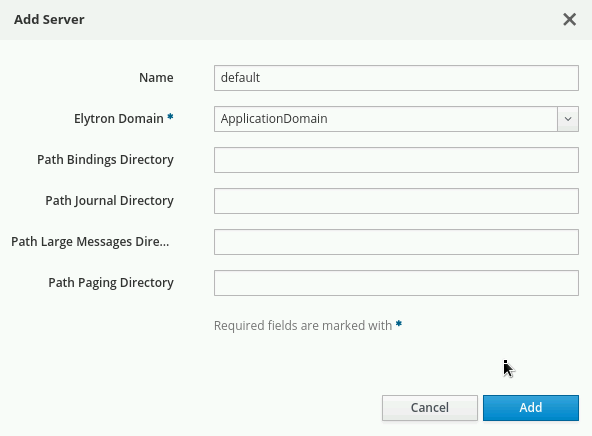 Add Server
Name default
Elytron Domain * ApplicationDomain
Path Bindings Directory
Path Journal Directory
Path Large Messages Dire...
Path Paging Directory
Required fields are marked with *
Cancel Add